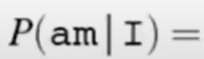 P(am|I) =